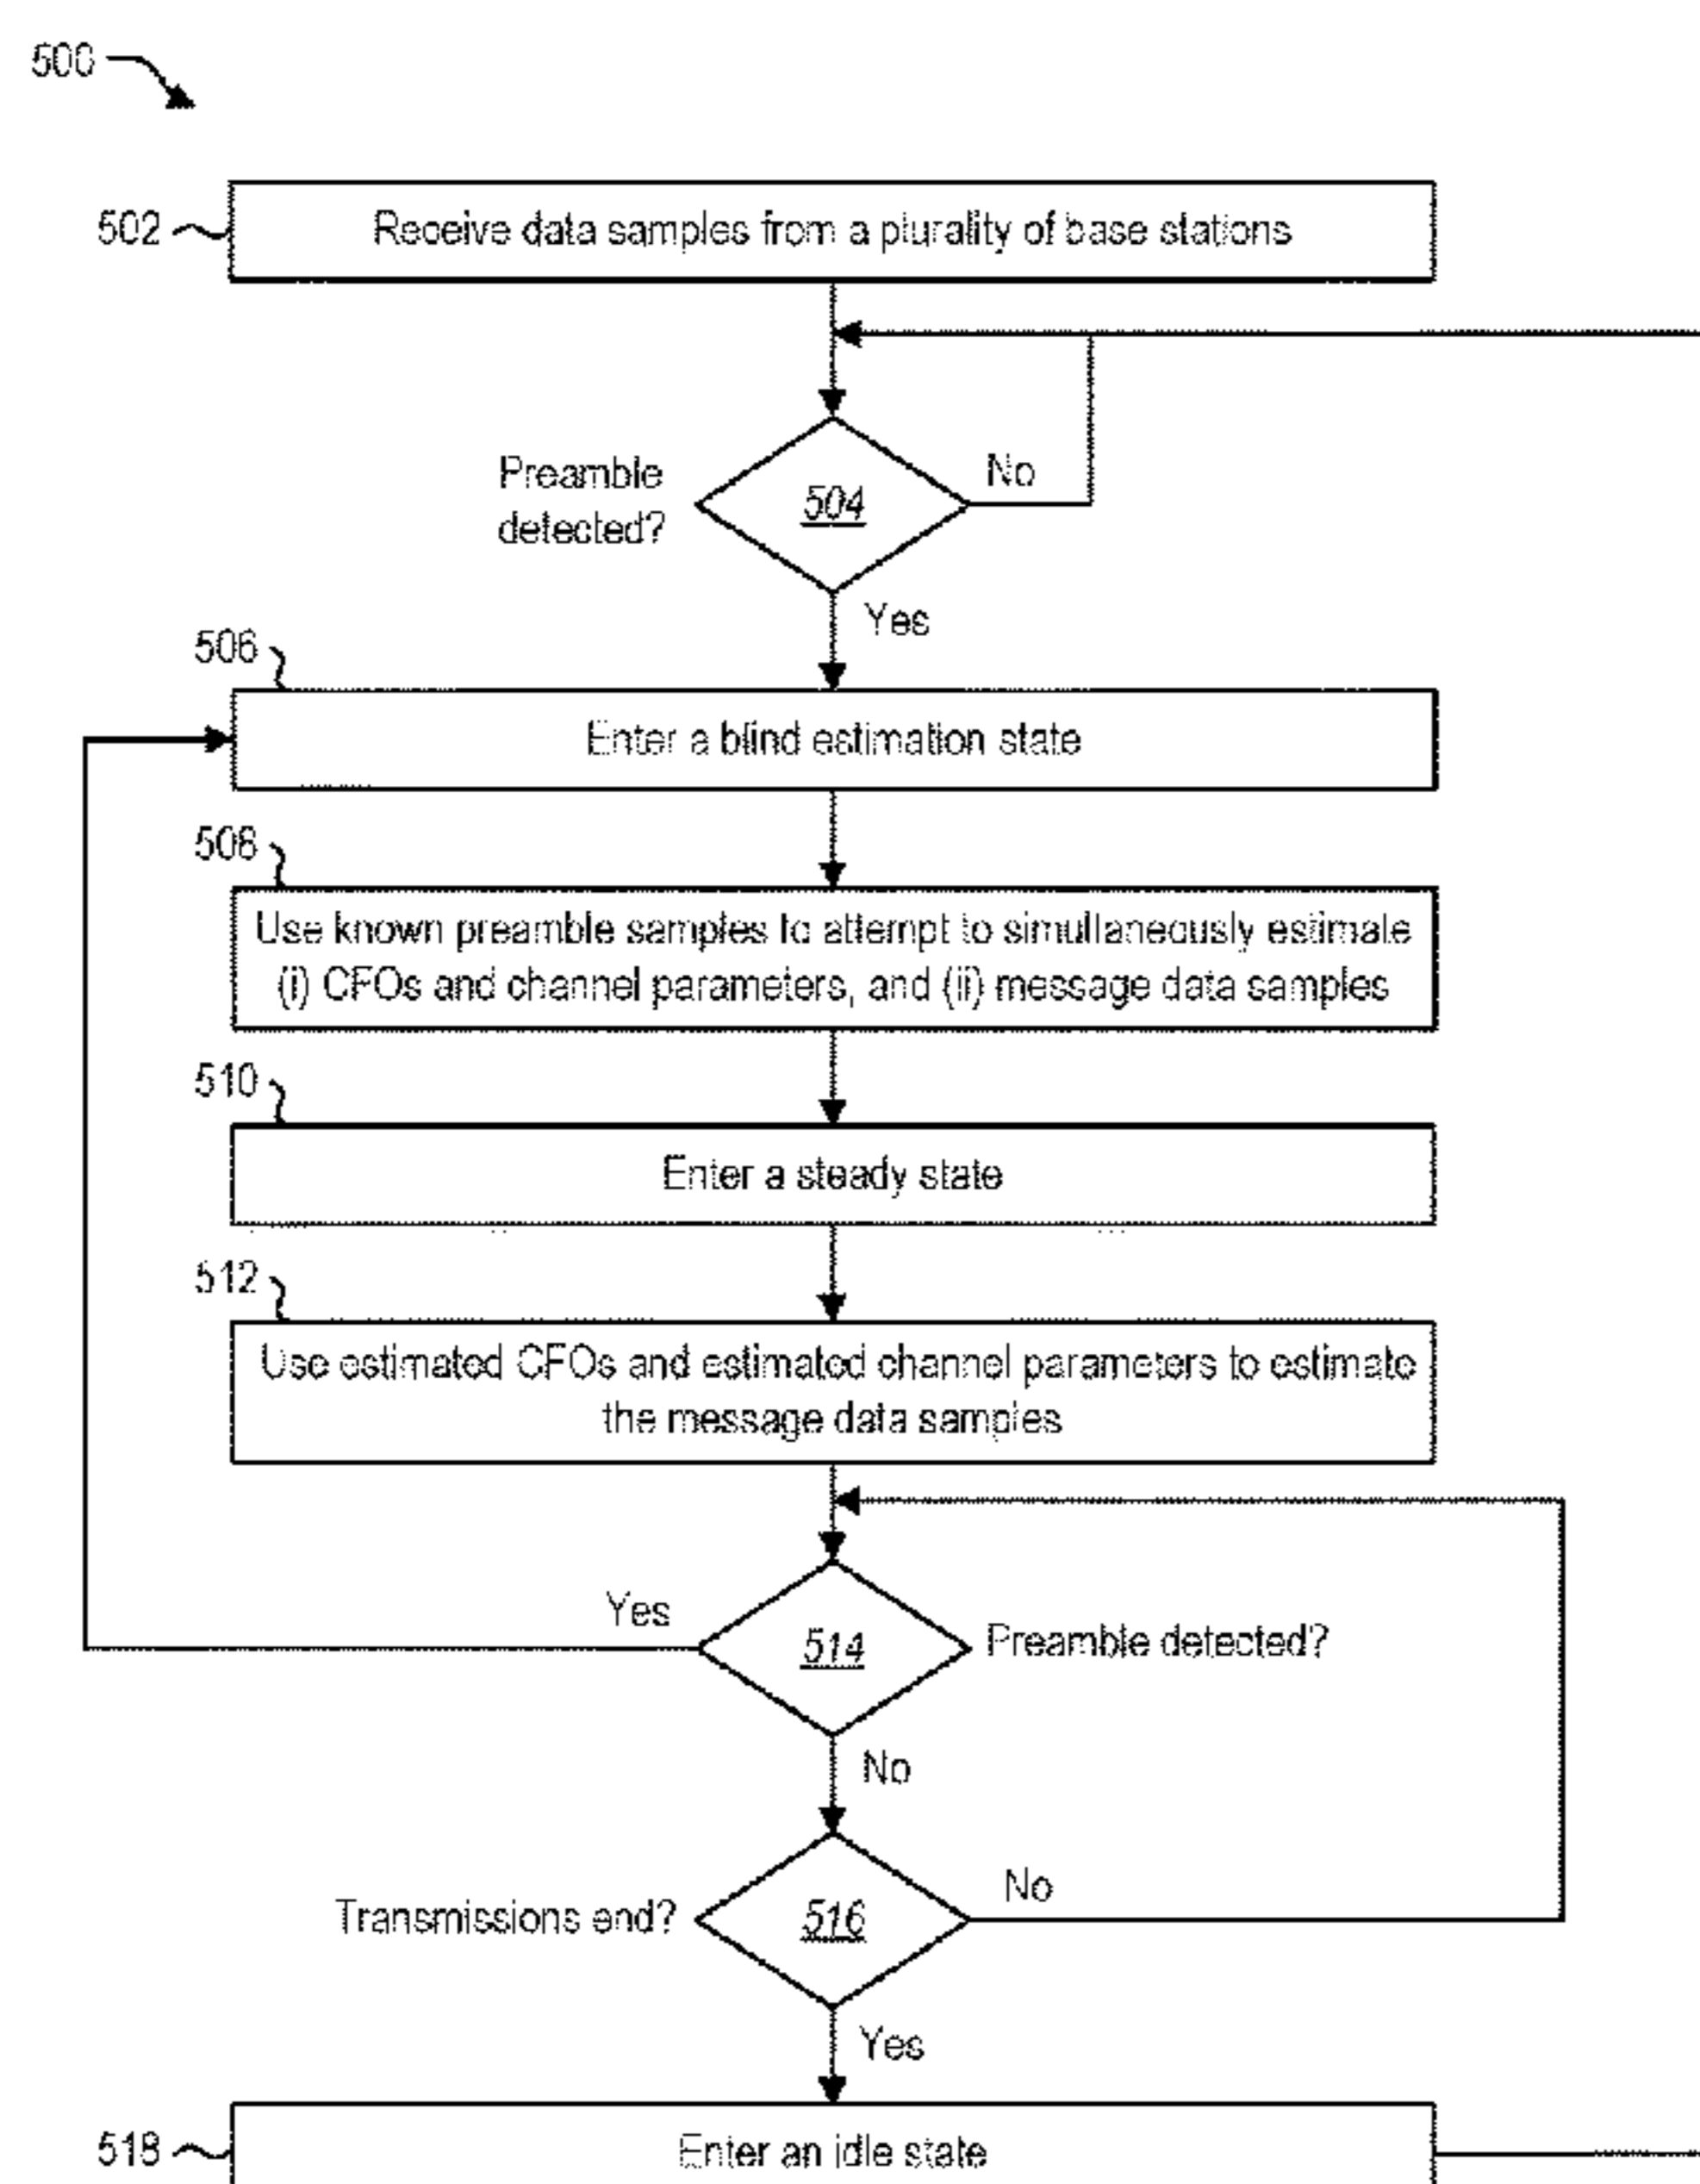 500
502
Receive data samples from a plurality of base stations
Preamble
detected?
504
No
Yes
506
Enter a blind estimation state
508
Use known preamble samples to attempt to simultaneously estimate
(i) CFOs and channel parameters, and (ii) message data samples
510
Enter a steady state
512
Use estimated CFOs and estimated channel parameters to estimate
the message data samples
Yes
514
Preamble detected?
No
Transmissions end?
516
No
Yes
518
Enter an idle state